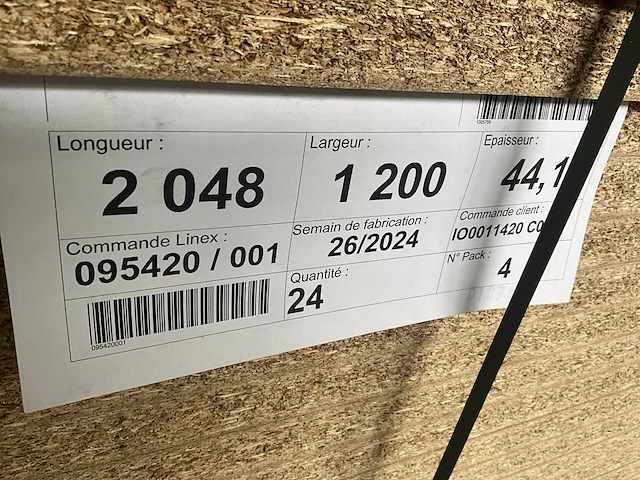 Longueur :
2 048
Largeur :
1 200
Epaisseur :
44,1
Commande Linex :
095420 / 001
Semain de fabrication :
26/2024
Commande client :
IO0011420 C0
095420001
Quantité :
24
N° Pack :
4